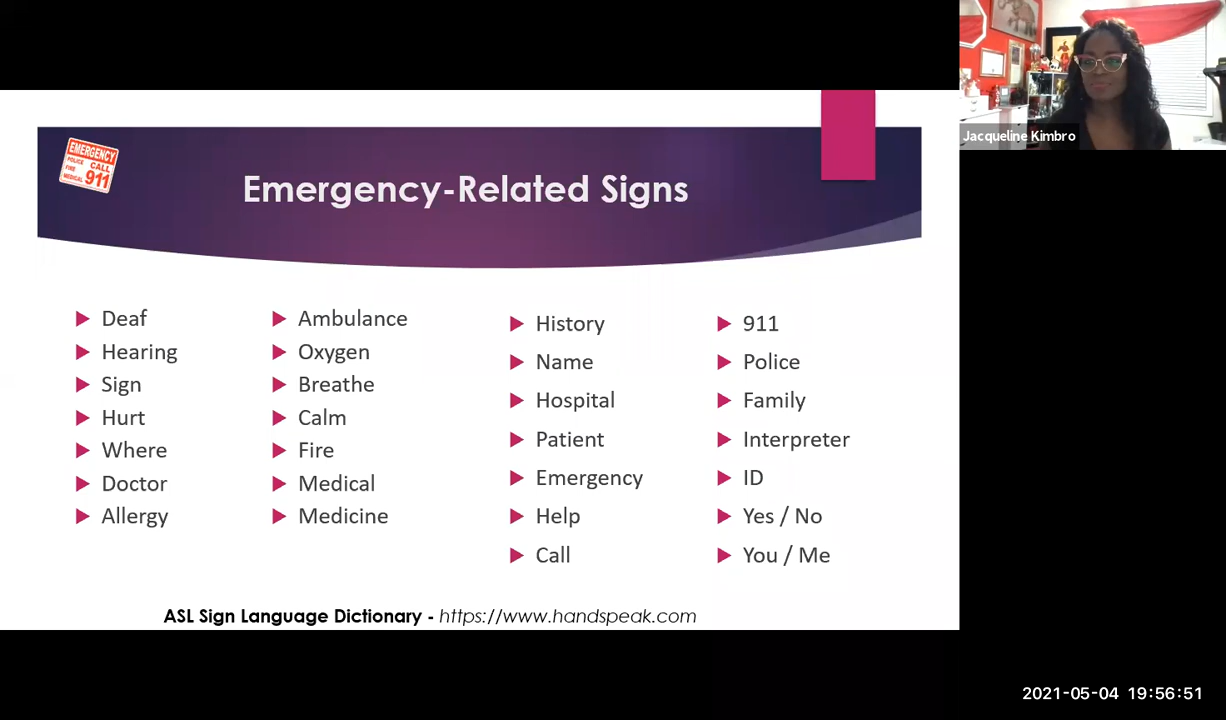 Jacqueline Kimbro
EMERGENCY
POLICE
FIRE
MEDICAL
CALL
911
Emergency-Related Signs
Deaf
Hearing
Sign
Hurt
Where
Doctor
Allergy
Ambulance
Oxygen
Breathe
Calm
Fire
Medical
Medicine
History
Name
Hospital
Patient
Emergency
Help
Call
911
Police
Family
Interpreter
ID
Yes / No
You / Me
ASL Sign Language Dictionary - https://www.handspeak.com
2021-05-04 19:56:51